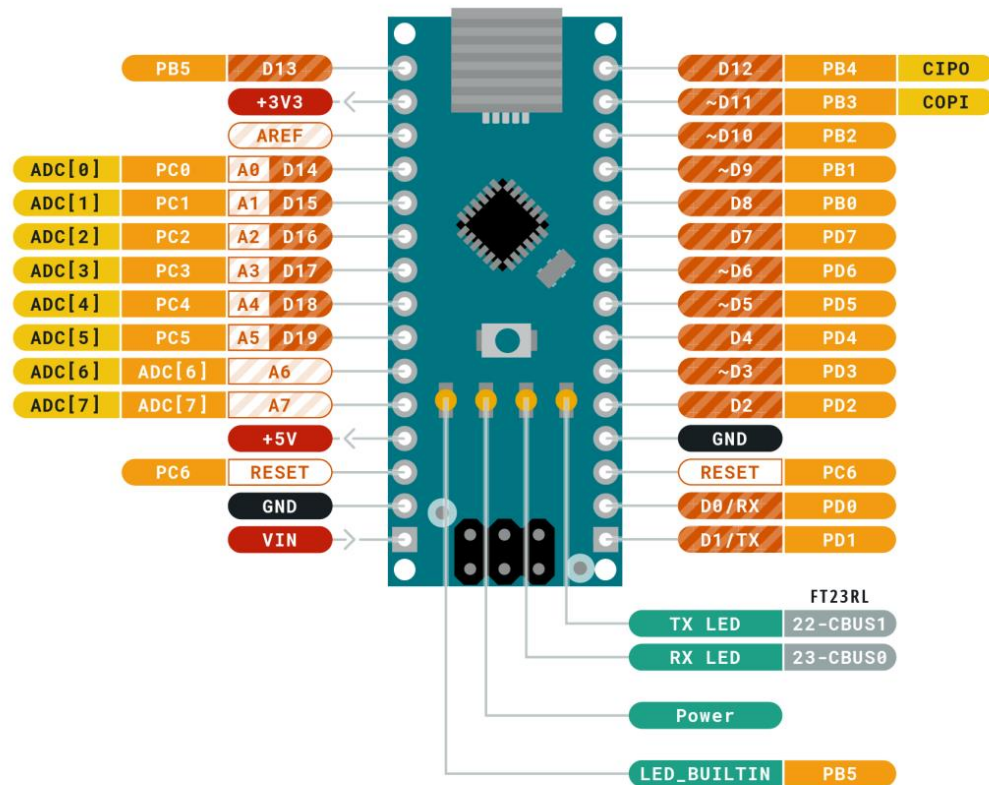 PB5 D13 D12 PB4 CIPO
+3V3 ~D11 PB3 COPI
AREF ~D10 PB2
ADC[0] PC0 A0 D14 ~D9 PB1
ADC[1] PC1 A1 D15 D8 PB0
ADC[2] PC2 A2 D16 D7 PD7
ADC[3] PC3 A3 D17 ~D6 PD6
ADC[4] PC4 A4 D18 ~D5 PD5
ADC[5] PC5 A5 D19 D4 PD4
ADC[6] ADC[6] A6 ~D3 PD3
ADC[7] ADC[7] A7 D2 PD2
+5V GND
PC6 RESET RESET PC6
GND D0/RX PD0
VIN D1/TX PD1
FT23RL
TX LED 22-CBUS1
RX LED 23-CBUS0
Power
LED_BUILTIN PB5